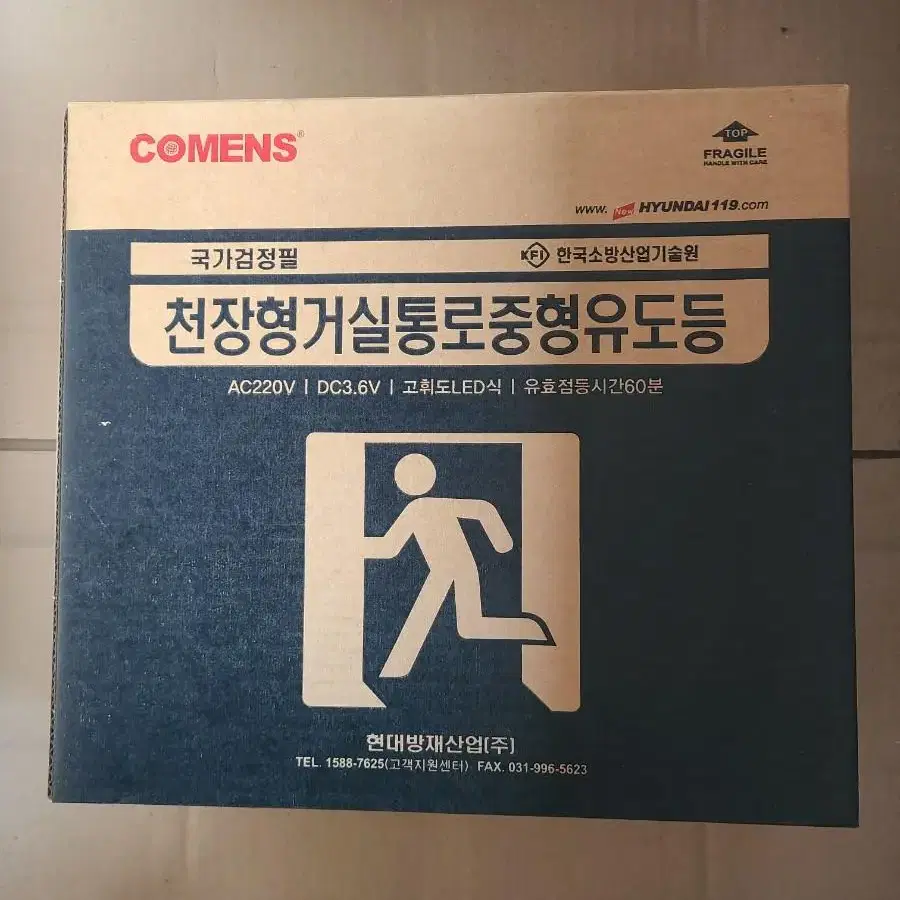 COMENS®
TOP
FRAGILE
HANDLE WITH CARE
www. New HYUNDAI119.com
국가검정필
KFI 한국소방산업기술원
천장형거실통로중형유도등
AC220V | DC3.6V | 고휘도LED식 | 유효점등시간60분
현대방재산업(주)
TEL. 1588-7625(고객지원센터) FAX. 031-996-5623